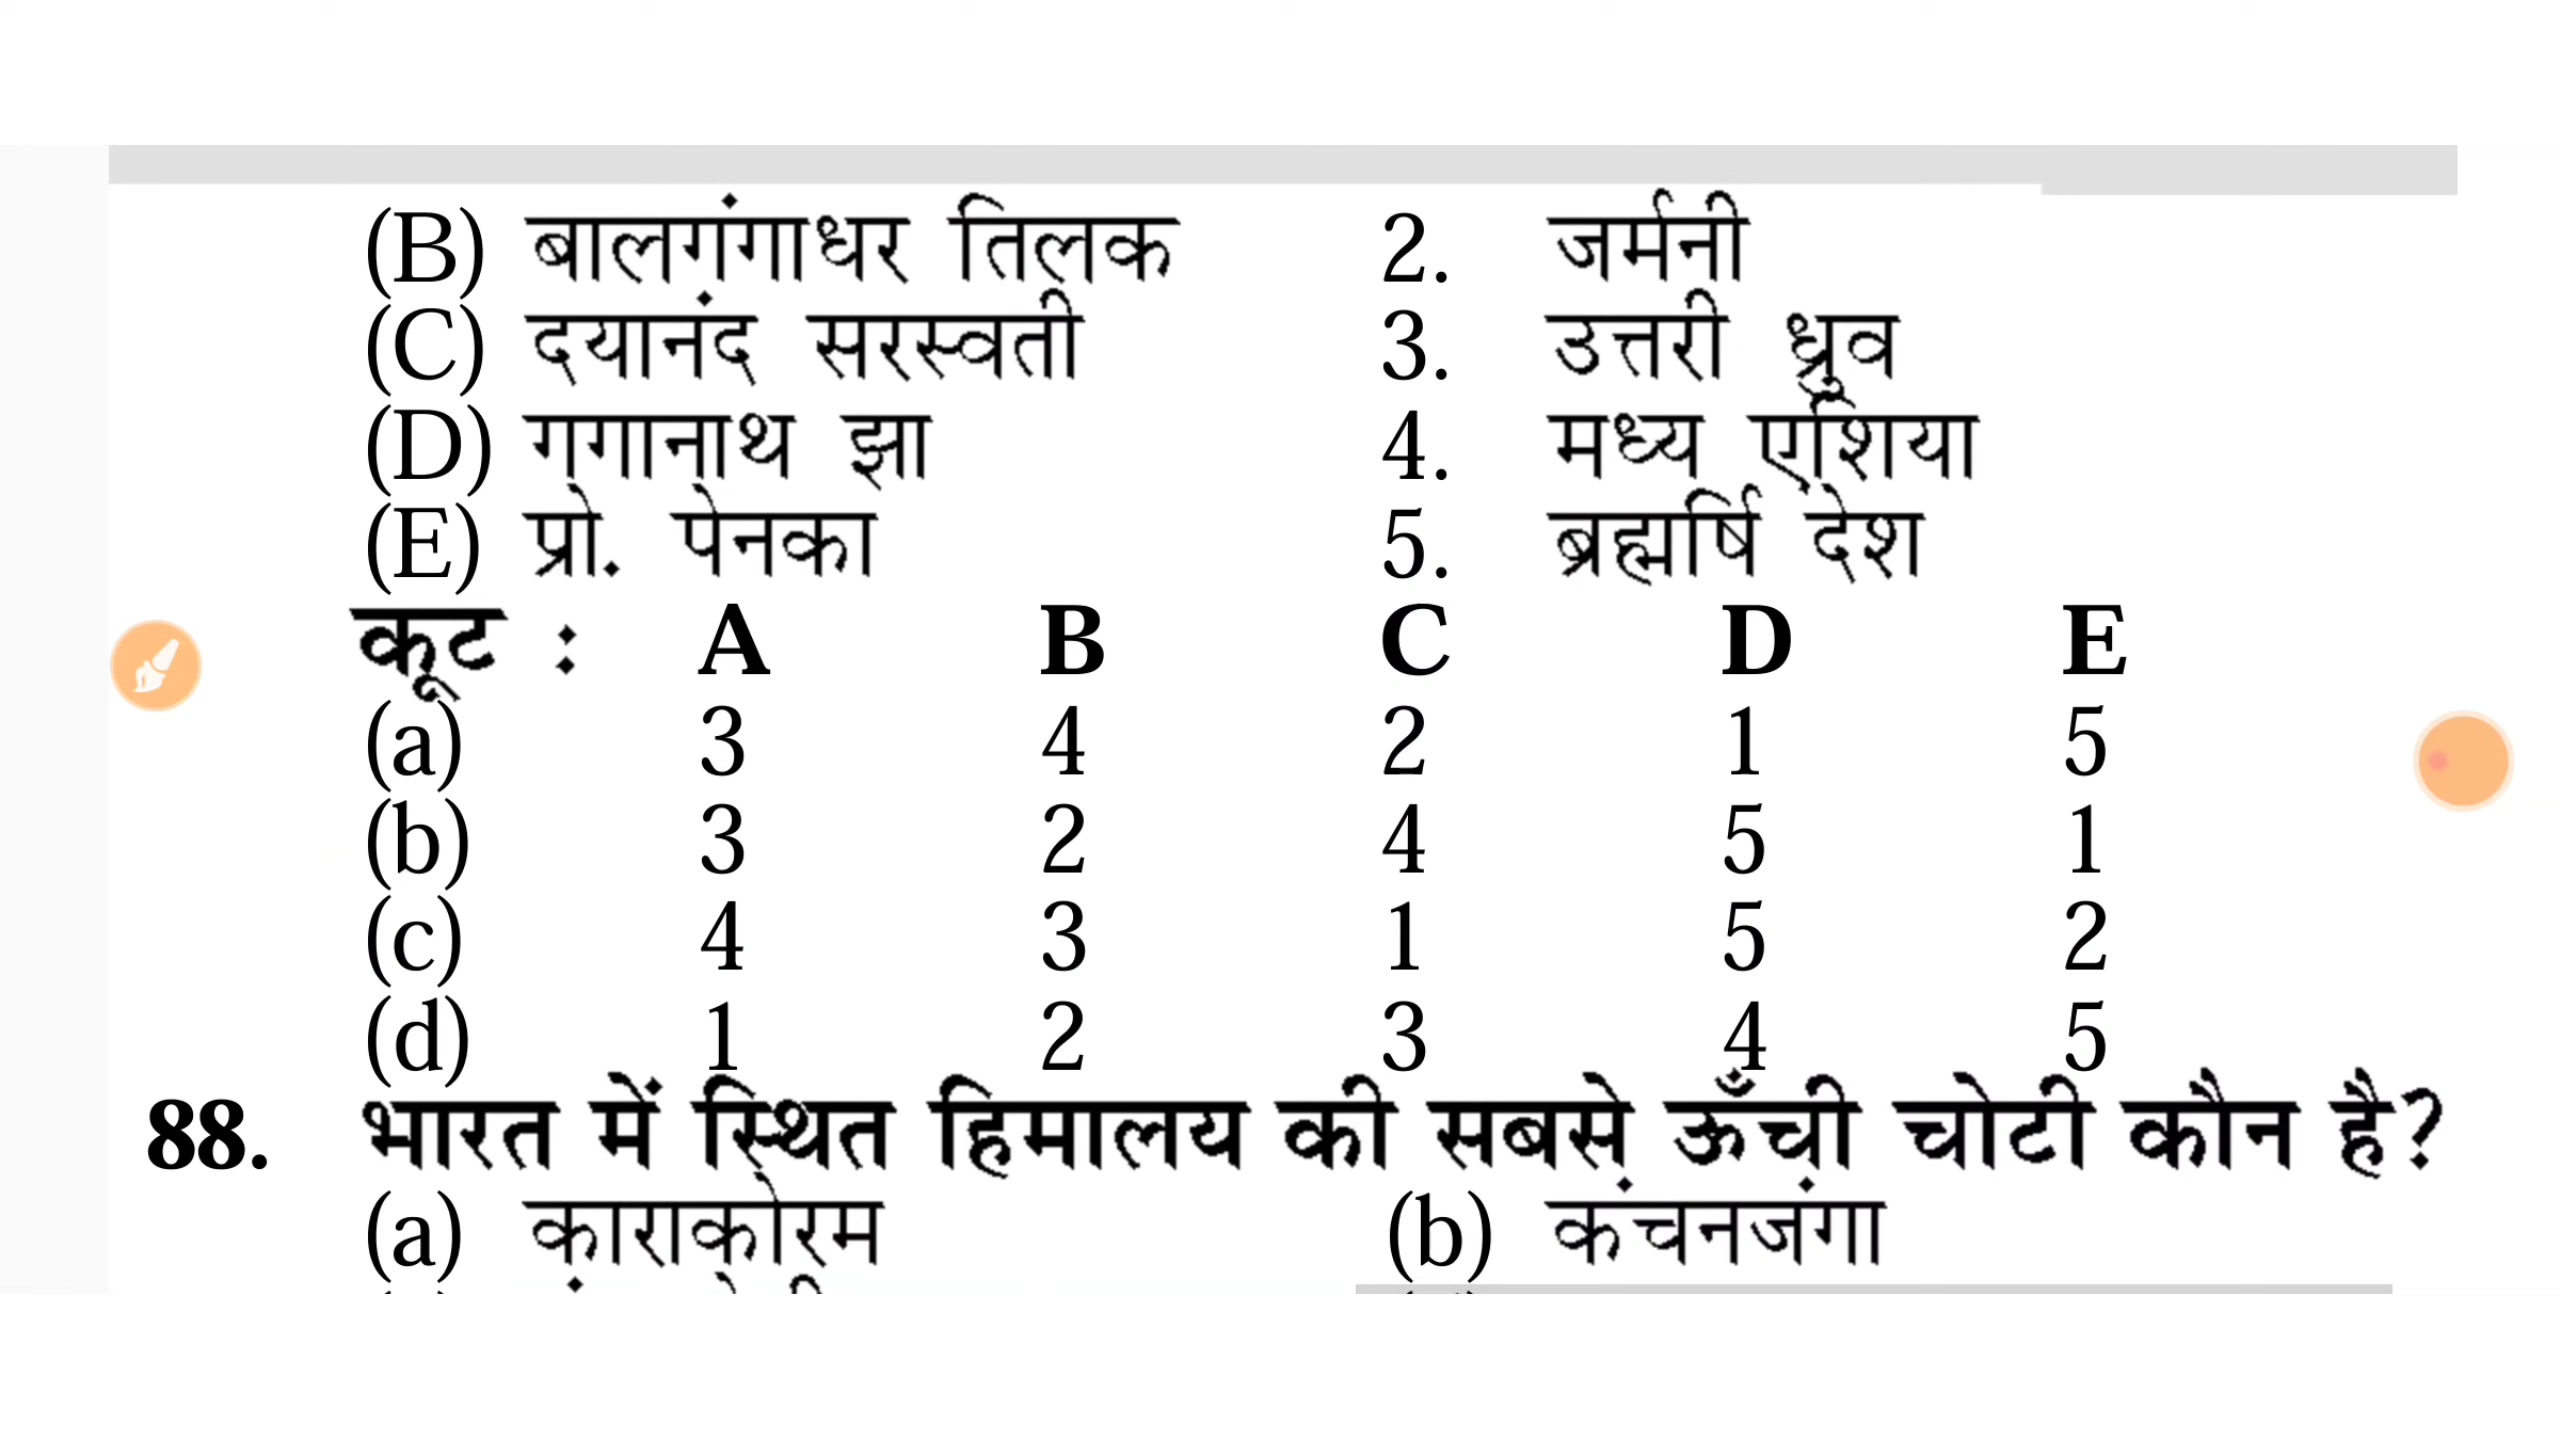 (B) बालगंगाधर तिलक 2. जर्मनी
(C) दयानंद सरस्वती 3. उत्तरी ध्रुव
(D) गगानाथ झा 4. मध्य एशिया
(E) प्रो. पेनका 5. ब्रह्मर्षि देश
कूट : A B C D E
(a) 3 4 2 1 5
(b) 3 2 4 5 1
(c) 4 3 1 5 2
(d) 1 2 3 4 5
88. भारत में स्थित हिमालय की सबसे ऊँची चोटी कौन है?
(a) काराकोरम (b) कंचनजंगा